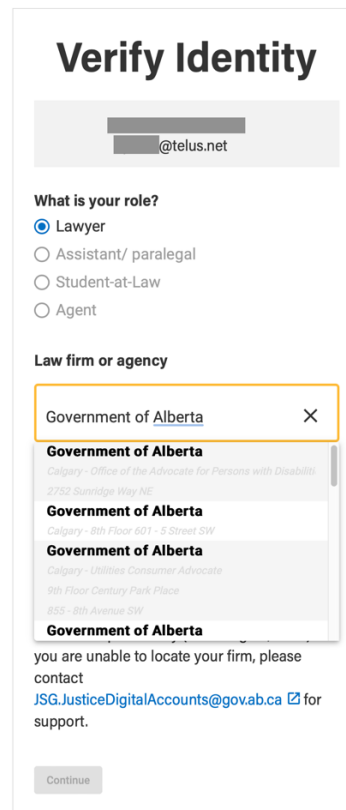 Verify Identity
@telus.net
What is your role?
Lawyer
Assistant/ paralegal
Student-at-Law
Agent
Law firm or agency
Government of Alberta
Government of Alberta
Calgary - Office of the Advocate for Persons with Disabiliti
2752 Sunridge Way NE
Government of Alberta
Calgary - 8th Floor 601 - 5 Street SW
Government of Alberta
Calgary - Utilities Consumer Advocate
9th Floor Century Park Place
855 - 8th Avenue SW
Government of Alberta
you are unable to locate your firm, please
contact
JSG.JusticeDigitalAccounts@gov.ab.ca for
support.
Continue